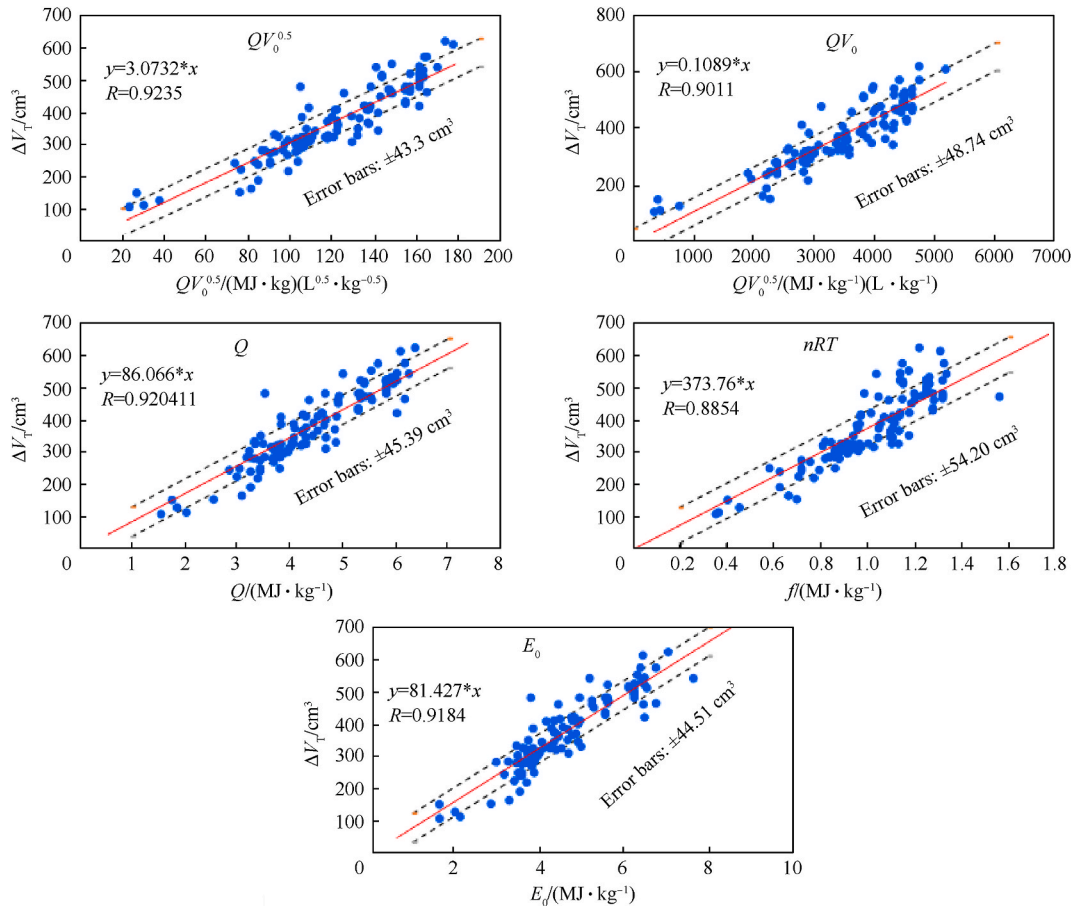 700
600
500
400
300
200
100
0
ΔV_T/cm³
QV₀^0.5
y=3.0732*x
R=0.9235
Error bars: ±43.3 cm³
20 40 60 80 100 120 140 160 180 200
QV₀^0.5/(MJ·kg)(L^0.5·kg^-0.5)
800
600
400
200
0
ΔV_T/cm³
QV₀
y=0.1089*x
R=0.9011
Error bars: ±48.74 cm³
1000 2000 3000 4000 5000 6000 7000
QV₀^0.5/(MJ·kg⁻¹)(L·kg⁻¹)
700
600
500
400
300
200
100
0
ΔV_T/cm³
Q
y=86.066*x
R=0.920411
Error bars: ±45.39 cm³
1 2 3 4 5 6 7 8
Q/(MJ·kg⁻¹)
700
600
500
400
300
200
100
0
ΔV_T/cm³
nRT
y=373.76*x
R=0.8854
Error bars: ±54.20 cm³
0.2 0.4 0.6 0.8 1.0 1.2 1.4 1.6 1.8
f/(MJ·kg⁻¹)
700
600
500
400
300
200
100
0
ΔV_T/cm³
E₀
y=81.427*x
R=0.9184
Error bars: ±44.51 cm³
2 4 6 8 10
E₀/(MJ·kg⁻¹)